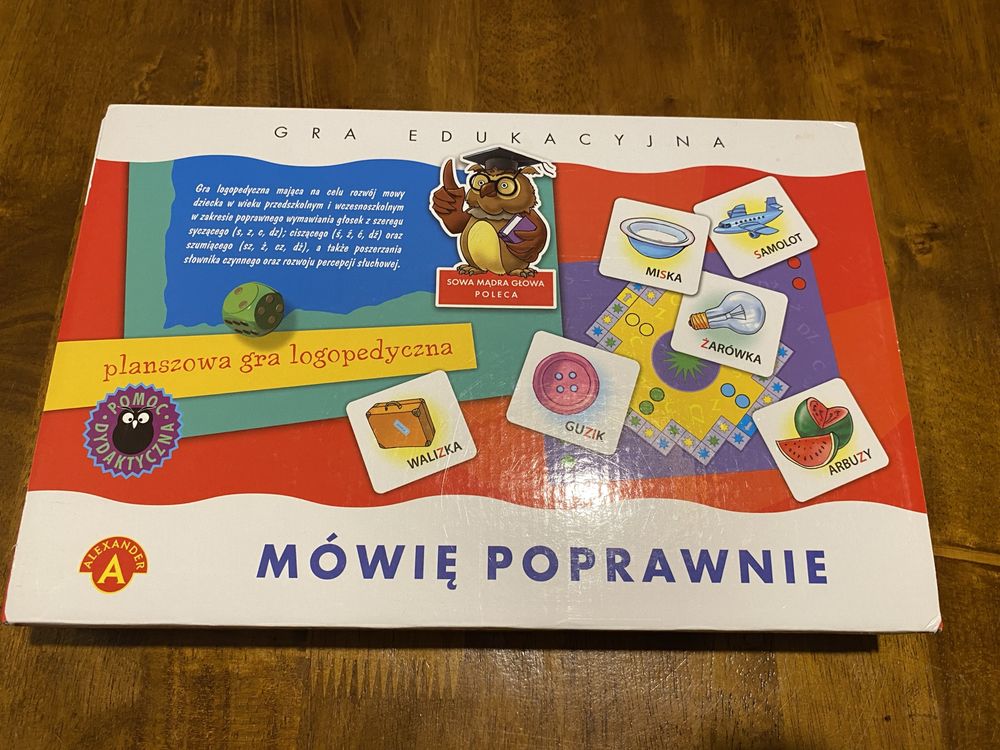 GRA EDUKACYJNA
Gra logopedyczna mająca na celu rozwój mowy
dziecka w wieku przedszkolnym i wczesnoszkolnym
w zakresie poprawnego wymawiania głosek z szeregu
syczącego (s, z, c, dz); ciszącego (ś, ź, ć, dź) oraz
szumiącego (sz, ż, cz, dż), a także poszerzania
słownika czynnego oraz rozwoju percepcji słuchowej.
SOWA MĄDRA GŁOWA
POLECA
MISKA
SAMOLOT
ŻARÓWKA
planszowa gra logopedyczna
POMOC
DYDAKTYCZNA
WALIZKA
GUZIK
ARBUZY
ALEXANDER
A
MÓWIĘ POPRAWNIE